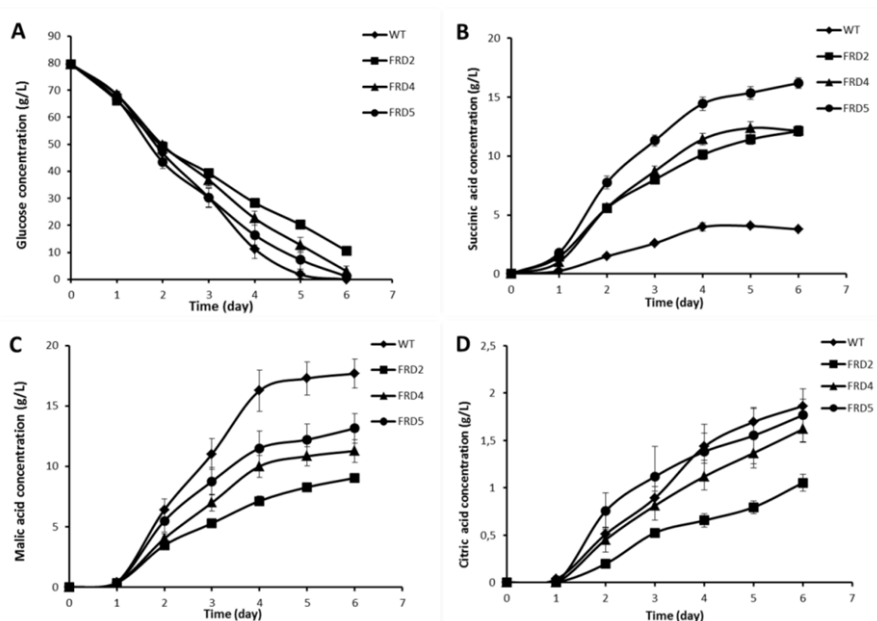 A
Glucose concentration (g/L)
90
80
70
60
50
40
30
20
10
0
0 1 2 3 4 5 6 7
Time (day)
WT
FRD2
FRD4
FRD5
B
Succinic acid concentration (g/L)
20
15
10
5
0
0 1 2 3 4 5 6 7
Time (day)
WT
FRD2
FRD4
FRD5
C
Malic acid concentration (g/L)
20
15
10
5
0
0 1 2 3 4 5 6 7
Time (day)
WT
FRD2
FRD4
FRD5
D
Citric acid concentration (g/L)
2,5
2
1,5
1
0,5
0
0 1 2 3 4 5 6 7
Time (day)
WT
FRD2
FRD4
FRD5